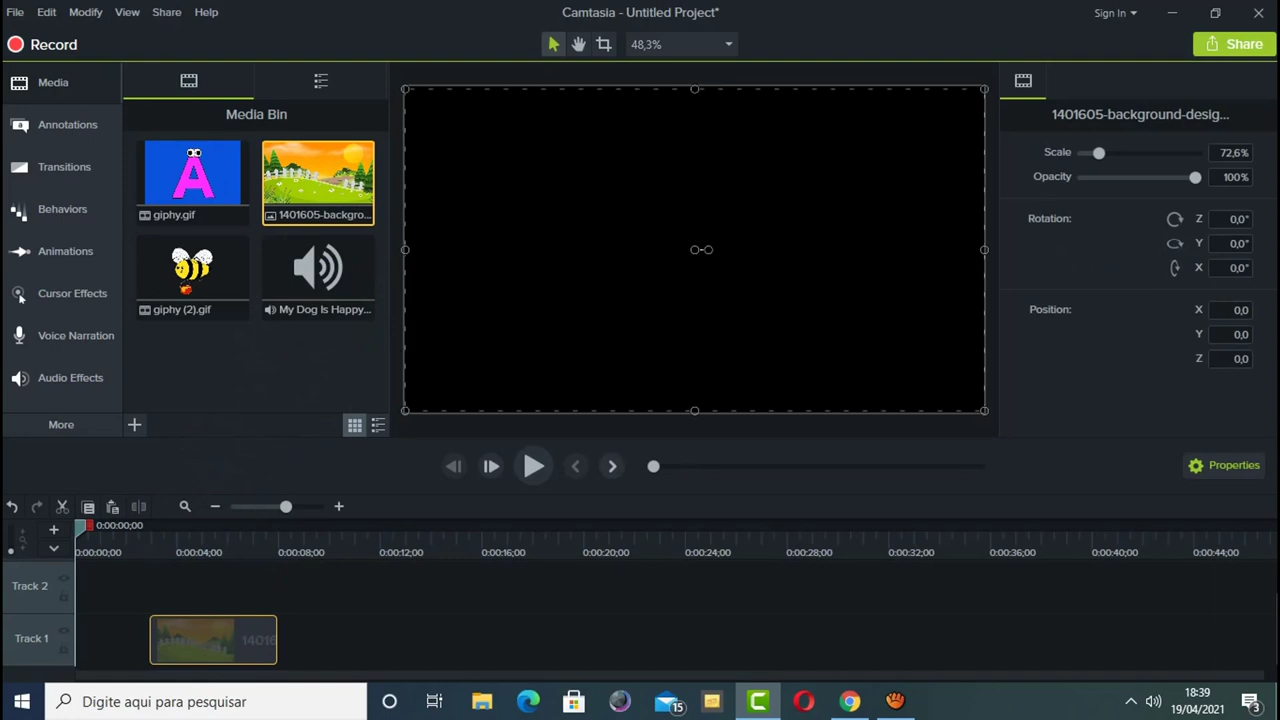 File Edit Modify View Share Help
Camtasia - Untitled Project*
Sign In
Record
48,3%
Share
Media
Annotations
Transitions
Behaviors
Animations
Cursor Effects
Voice Narration
Audio Effects
More
Media Bin
giphy.gif
1401605-backgro...
giphy (2).gif
My Dog Is Happy...
1401605-background-desig...
Scale 72,6%
Opacity 100%
Rotation: Z 0,0°
Y 0,0°
X 0,0°
Position: X 0,0
Y 0,0
Z 0,0
Properties
0:00:00;00
0:00:00;00 0:00:04;00 0:00:08;00 0:00:12;00 0:00:16;00 0:00:20;00 0:00:24;00 0:00:28;00 0:00:32;00 0:00:36;00 0:00:40;00 0:00:44;00
Track 2
Track 1
14016
Digite aqui para pesquisar
15
18:39
19/04/2021
3